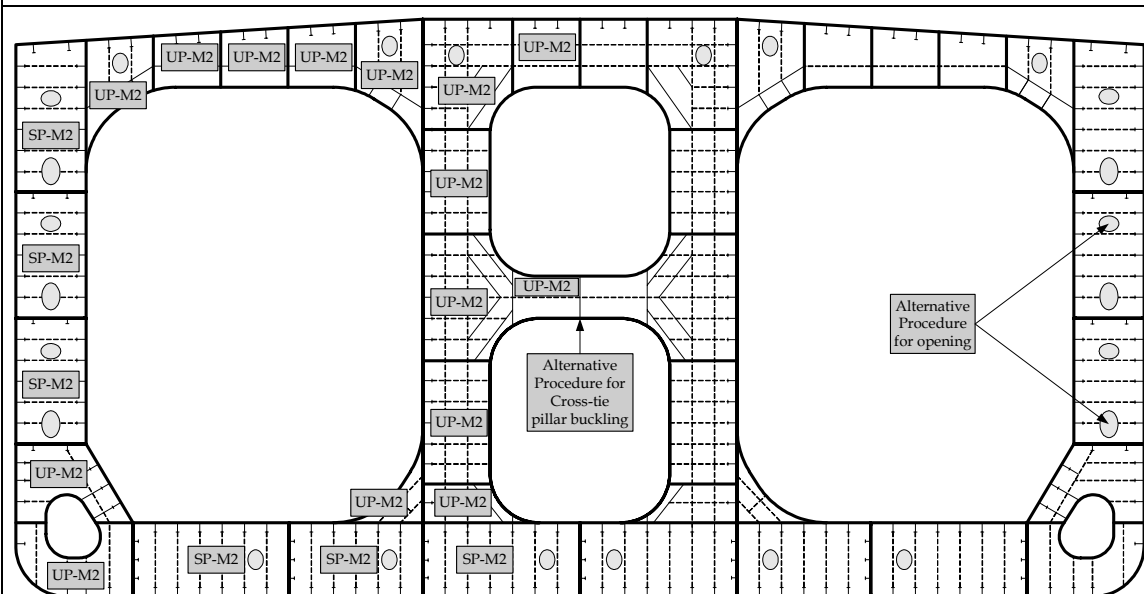 UP-M2
UP-M2
UP-M2
UP-M2
UP-M2
UP-M2
UP-M2
SP-M2
UP-M2
SP-M2
UP-M2
UP-M2
SP-M2
UP-M2
UP-M2
UP-M2
UP-M2
SP-M2
SP-M2
SP-M2
UP-M2
Alternative
Procedure for
Cross-tie
pillar buckling
Alternative
Procedure
for opening